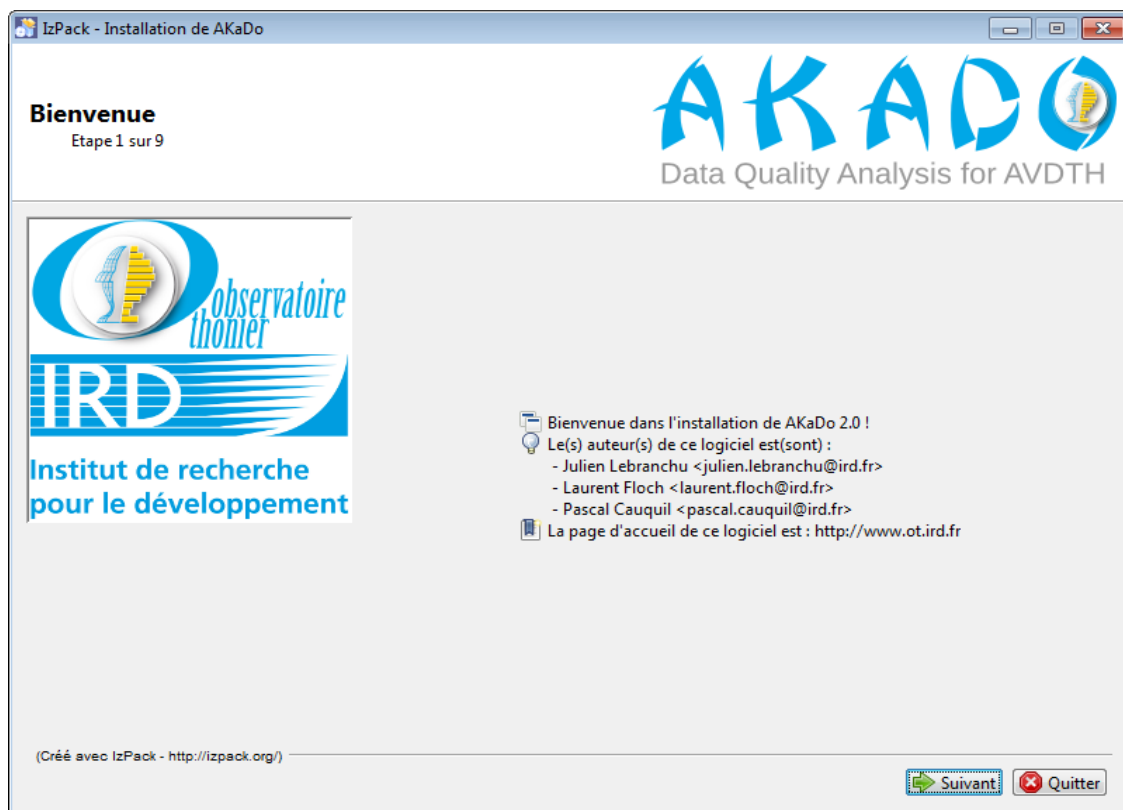 IzPack - Installation de AKaDo
Bienvenue
Etape 1 sur 9
AKADO
Data Quality Analysis for AVDTH
observatoire
thonier
IRD
Institut de recherche
pour le développement
Bienvenue dans l'installation de AKaDo 2.0 !
Le(s) auteur(s) de ce logiciel est(sont) :
- Julien Lebranchu <julien.lebranchu@ird.fr>
- Laurent Floch <laurent.floch@ird.fr>
- Pascal Cauquil <pascal.cauquil@ird.fr>
La page d'accueil de ce logiciel est : http://www.ot.ird.fr
(Créé avec IzPack - http://izpack.org/)
Suivant
Quitter